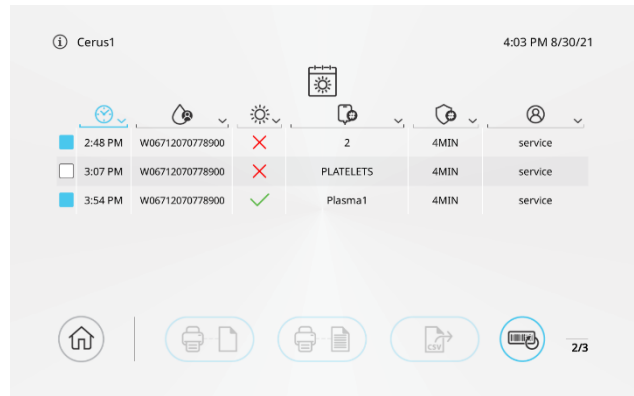 Cerus1 4:03 PM 8/30/21
2:48 PM W06712070778900 2 4MIN service
3:07 PM W06712070778900 PLATELETS 4MIN service
3:54 PM W06712070778900 Plasma1 4MIN service
CSV
2/3